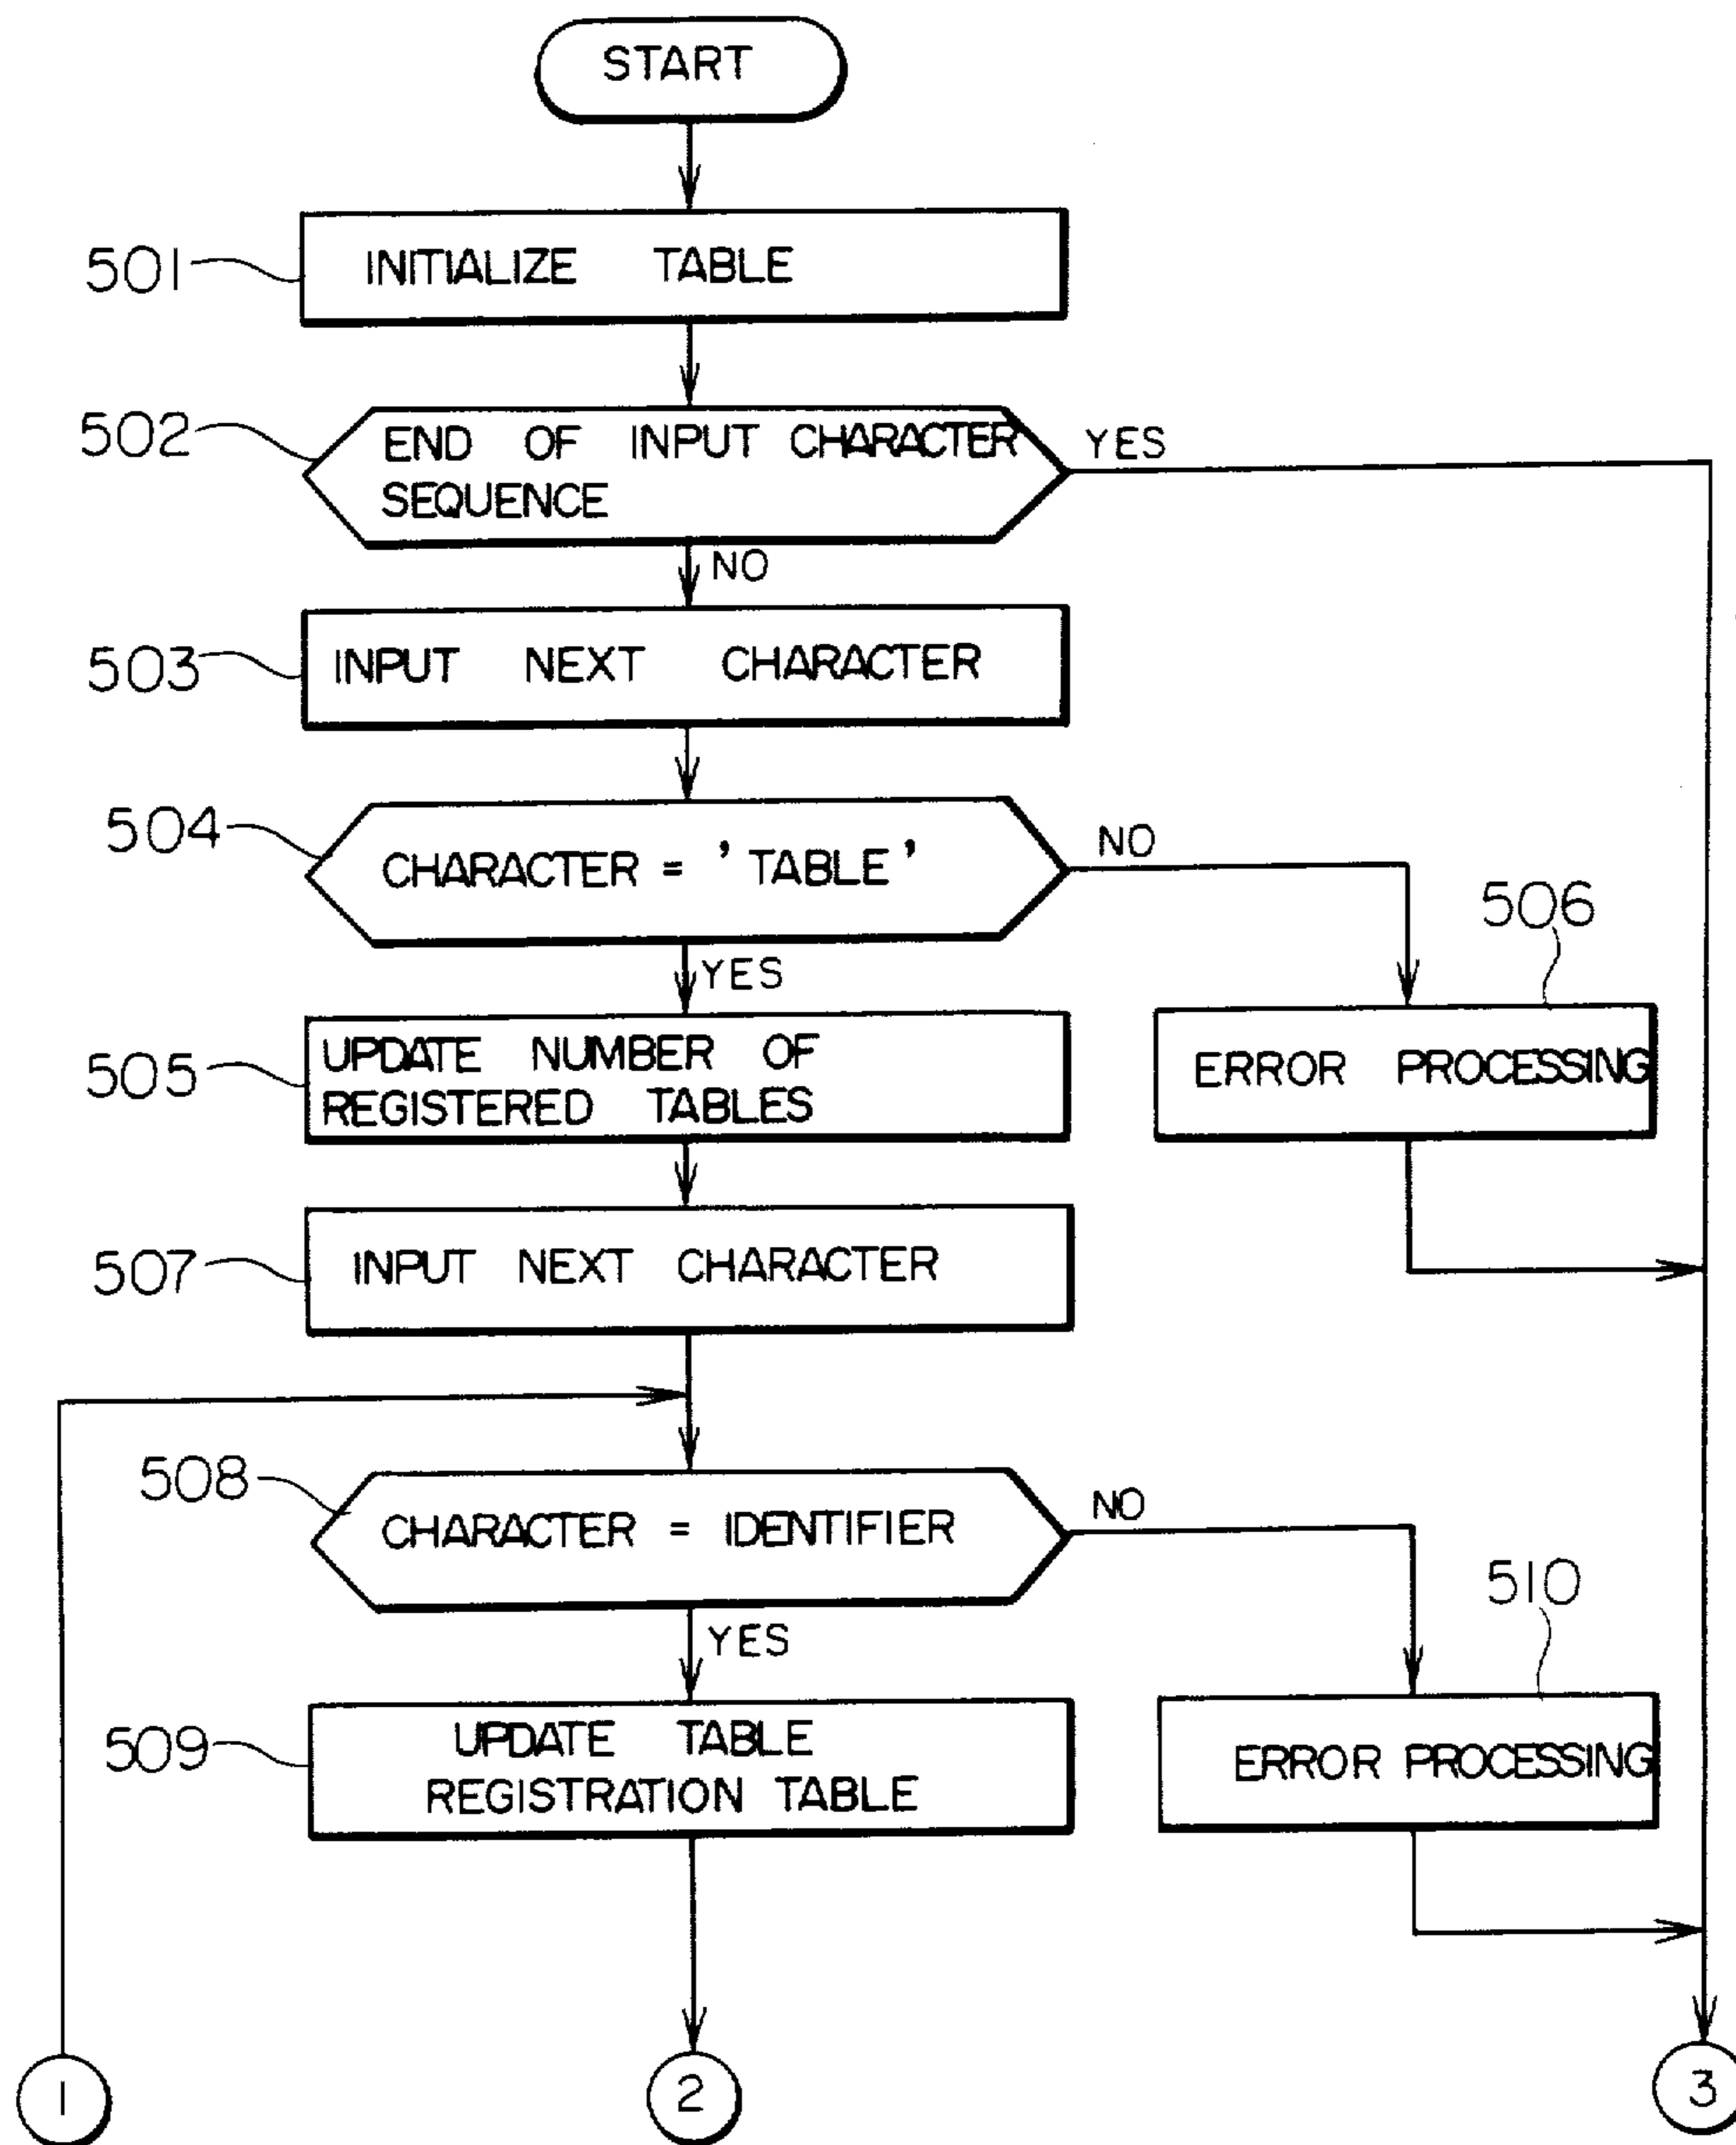 START
501
INITIALIZE TABLE
502
END OF INPUT CHARACTER
SEQUENCE
YES
NO
503
INPUT NEXT CHARACTER
504
CHARACTER = 'TABLE'
NO
YES
506
505
UPDATE NUMBER OF
REGISTERED TABLES
ERROR PROCESSING
507
INPUT NEXT CHARACTER
508
CHARACTER = IDENTIFIER
NO
YES
510
509
UPDATE TABLE
REGISTRATION TABLE
ERROR PROCESSING
1
2
3